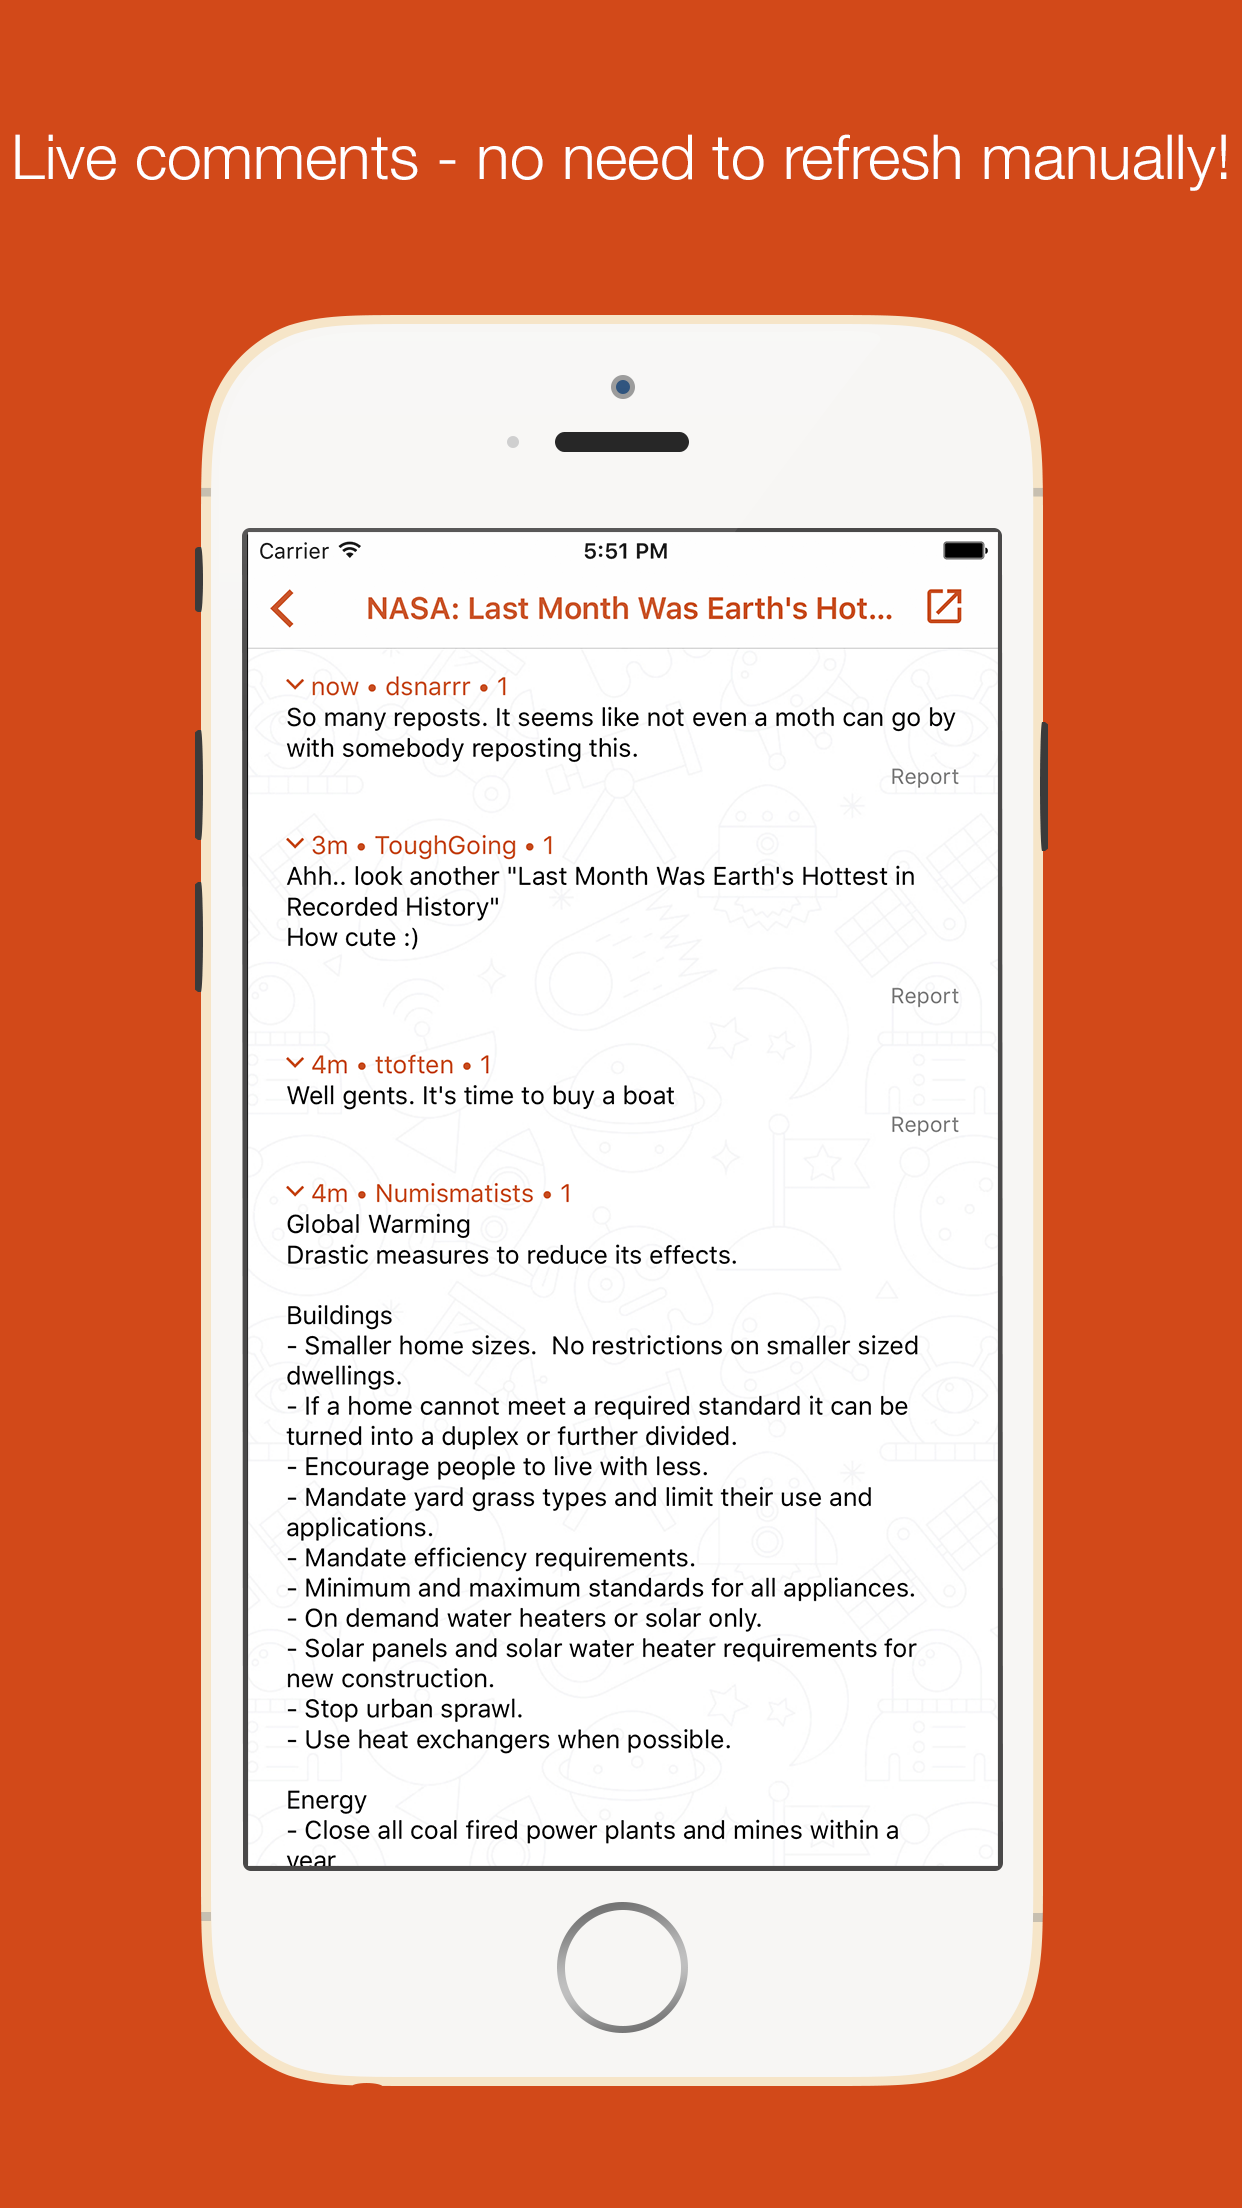 Live comments - no need to refresh manually!
Carrier
5:51 PM
NASA: Last Month Was Earth's Hot...
now • dsnarrr • 1
So many reposts. It seems like not even a moth can go by
with somebody reposting this.
Report
3m • ToughGoing • 1
Ahh.. look another "Last Month Was Earth's Hottest in
Recorded History"
How cute :)
Report
4m • ttoften • 1
Well gents. It's time to buy a boat
Report
4m • Numismatists • 1
Global Warming
Drastic measures to reduce its effects.
Buildings
- Smaller home sizes.  No restrictions on smaller sized
dwellings.
- If a home cannot meet a required standard it can be
turned into a duplex or further divided.
- Encourage people to live with less.
- Mandate yard grass types and limit their use and
applications.
- Mandate efficiency requirements.
- Minimum and maximum standards for all appliances.
- On demand water heaters or solar only.
- Solar panels and solar water heater requirements for
new construction.
- Stop urban sprawl.
- Use heat exchangers when possible.
Energy
- Close all coal fired power plants and mines within a
year